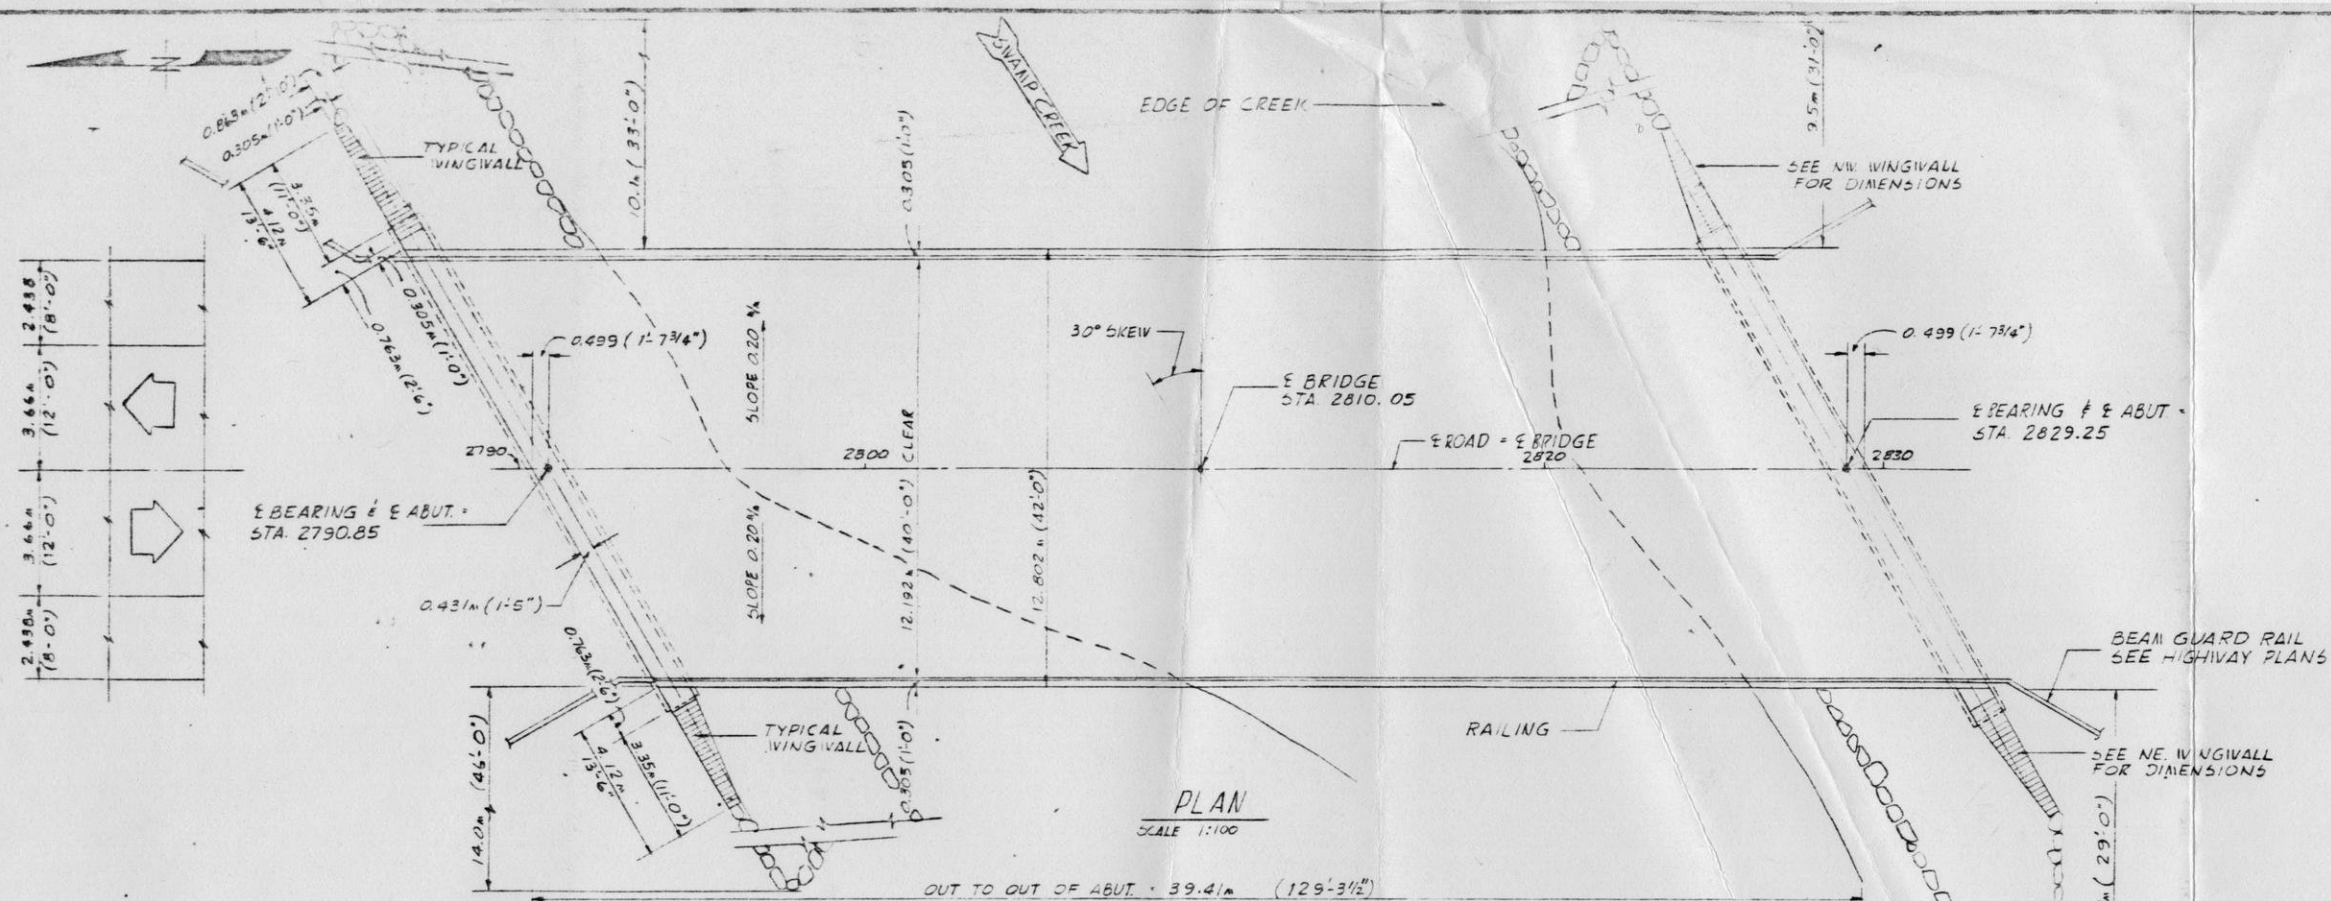 N
SWAMP CREEK
EDGE OF CREEK
10.1m (33'-0")
0.305 (1'-0")
9.5m (31'-0")
0.863m (2'-10")
0.305m (1'-0")
TYPICAL
WINGWALL
SEE NW. WINGWALL
FOR DIMENSIONS
3.35m
(11'-0")
4.12m
13'-6"
0.305m (1'-0")
0.763m (2'-6")
2.438
(8'-0")
3.66m
(12'-0")
3.66m
(12'-0")
2.438m
(8'-0")
0.499 (1'-7 3/4")
SLOPE 0.20 %
30° SKEW
℄ BRIDGE
STA. 2810.05
0.499 (1'-7 3/4")
℄ BEARING & ℄ ABUT. =
STA. 2829.25
2790
2800
℄ ROAD = ℄ BRIDGE
2820
2830
12.192m (40'-0") CLEAR
12.802m (42'-0")
℄ BEARING & ℄ ABUT. =
STA. 2790.85
SLOPE 0.20 %
0.431m (1'-5")
0.763m (2'-6")
BEAM GUARD RAIL
SEE HIGHWAY PLANS
14.0m (46'-0")
TYPICAL
WINGWALL
3.35m (11'-0")
4.12m
13'-6"
0.305 (1'-0")
RAILING
SEE NE. WINGWALL
FOR DIMENSIONS
PLAN
SCALE 1:100
m (29'-0")
OUT TO OUT OF ABUT. = 39.41m (129'-3 1/2")